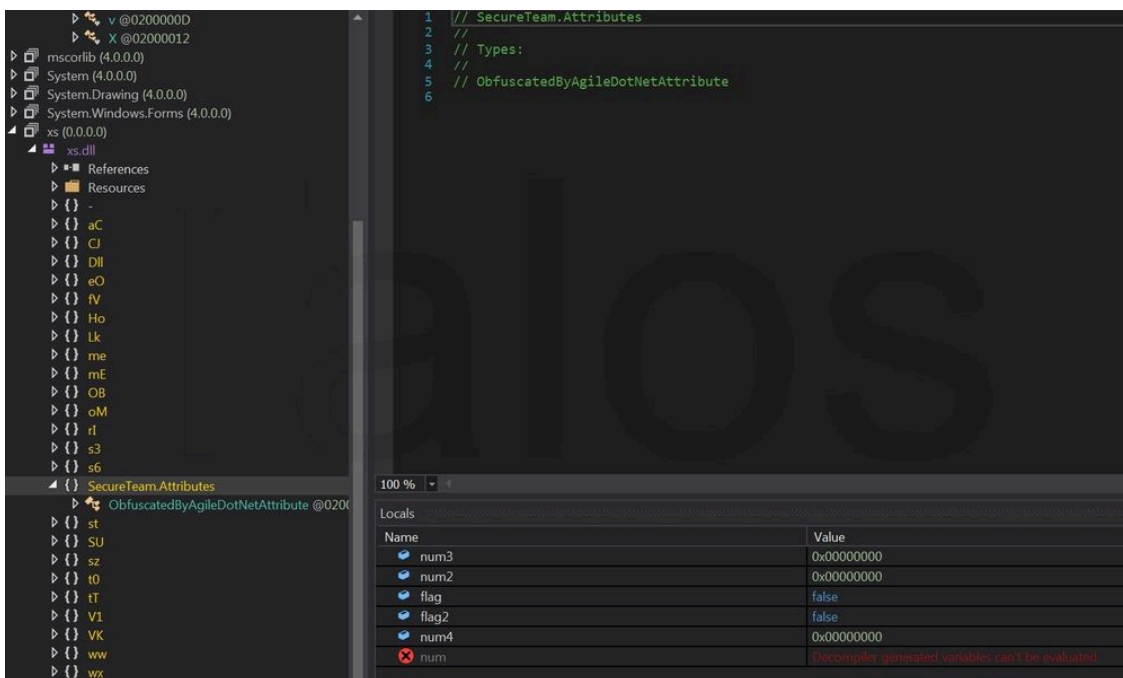 v @0200000D
X @02000012
mscorlib (4.0.0.0)
System (4.0.0.0)
System.Drawing (4.0.0.0)
System.Windows.Forms (4.0.0.0)
xs (0.0.0.0)
xs.dll
References
Resources
{} -
{} aC
{} CJ
{} Dll
{} eO
{} fV
{} Ho
{} Lk
{} me
{} mE
{} OB
{} oM
{} rI
{} s3
{} s6
{} SecureTeam.Attributes
ObfuscatedByAgileDotNetAttribute @0200
{} st
{} SU
{} sz
{} t0
{} tT
{} V1
{} VK
{} ww
{} wx
1 // SecureTeam.Attributes
2 //
3 // Types:
4 //
5 // ObfuscatedByAgileDotNetAttribute
6
talos
100 %
Locals
Name Value
num3 0x00000000
num2 0x00000000
flag false
flag2 false
num4 0x00000000
num Decompiler generated variables can't be evaluated